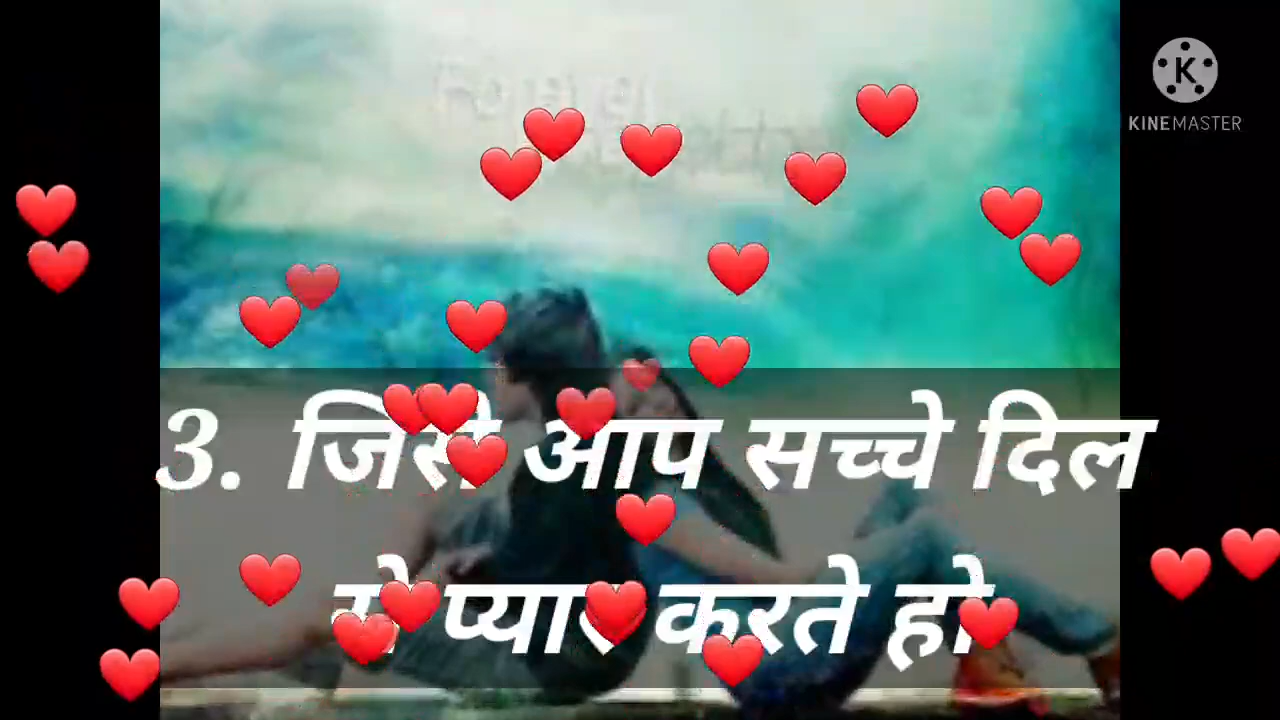 KINEMASTER
3. जिसे आप सच्चे दिल
से प्यार करते हो